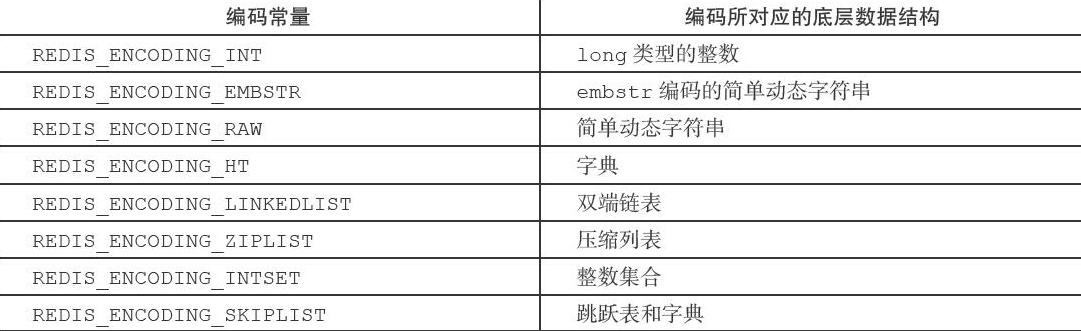 编码常量 编码所对应的底层数据结构
REDIS_ENCODING_INT long 类型的整数
REDIS_ENCODING_EMBSTR embstr 编码的简单动态字符串
REDIS_ENCODING_RAW 简单动态字符串
REDIS_ENCODING_HT 字典
REDIS_ENCODING_LINKEDLIST 双端链表
REDIS_ENCODING_ZIPLIST 压缩列表
REDIS_ENCODING_INTSET 整数集合
REDIS_ENCODING_SKIPLIST 跳跃表和字典